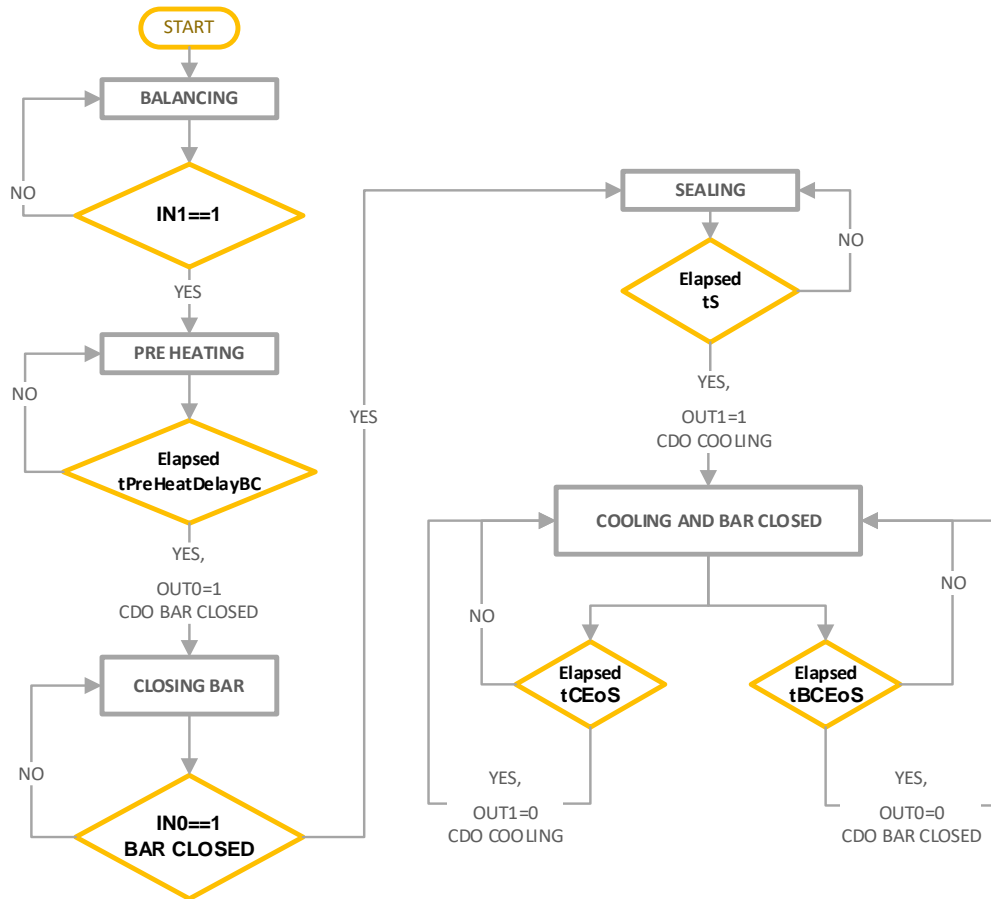 START
BALANCING
NO
IN1==1
YES
PRE HEATING
NO
Elapsed
tPreHeatDelayBC
YES,
OUT0=1
CDO BAR CLOSED
CLOSING BAR
NO
IN0==1
BAR CLOSED
YES
SEALING
NO
Elapsed
tS
YES,
OUT1=1
CDO COOLING
COOLING AND BAR CLOSED
NO
NO
Elapsed
tCEoS
Elapsed
tBCEoS
YES,
OUT1=0
CDO COOLING
YES,
OUT0=0
CDO BAR CLOSED